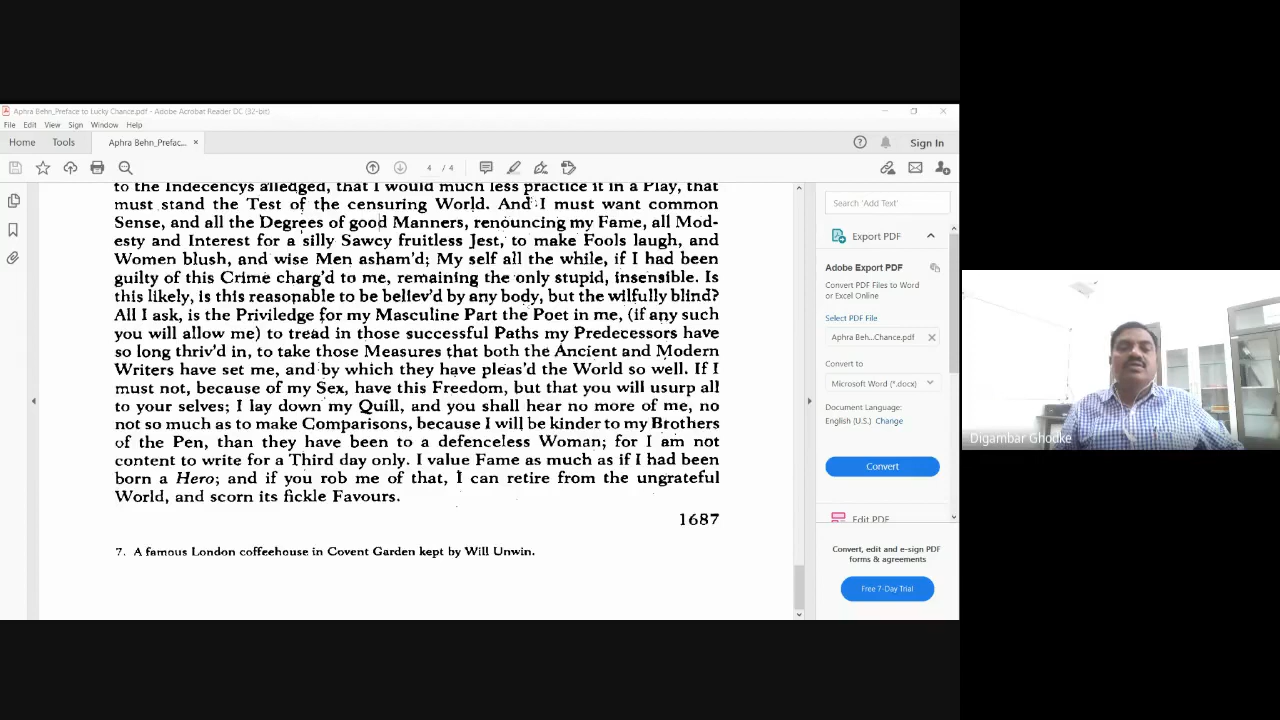 Aphra Behn_Preface to Lucky Chance.pdf - Adobe Acrobat Reader DC (32-bit)
File Edit View Sign Window Help
Home Tools Aphra Behn_Prefac... × Sign In
4 / 4
to the Indecencys alledged, that I would much less practice it in a Play, that
must stand the Test of the censuring World. And I must want common
Sense, and all the Degrees of good Manners, renouncing my Fame, all Mod-
esty and Interest for a silly Sawcy fruitless Jest, to make Fools laugh, and
Women blush, and wise Men asham'd; My self all the while, if I had been
guilty of this Crime charg'd to me, remaining the only stupid, insensible. Is
this likely, is this reasonable to be believ'd by any body, but the wilfully blind?
All I ask, is the Priviledge for my Masculine Part the Poet in me, (if any such
you will allow me) to tread in those successful Paths my Predecessors have
so long thriv'd in, to take those Measures that both the Ancient and Modern
Writers have set me, and by which they have pleas'd the World so well. If I
must not, because of my Sex, have this Freedom, but that you will usurp all
to your selves; I lay down my Quill, and you shall hear no more of me, no
not so much as to make Comparisons, because I will be kinder to my Brothers
of the Pen, than they have been to a defenceless Woman; for I am not
content to write for a Third day only. I value Fame as much as if I had been
born a Hero; and if you rob me of that, I can retire from the ungrateful
World, and scorn its fickle Favours.
1687
7. A famous London coffeehouse in Covent Garden kept by Will Unwin.
Search 'Add Text'
Export PDF
Adobe Export PDF
Convert PDF Files to Word
or Excel Online
Select PDF File
Aphra Beh...Chance.pdf
Convert to
Microsoft Word (*.docx)
Document Language:
English (U.S.) Change
Convert
Edit PDF
Convert, edit and e-sign PDF
forms & agreements
Free 7-Day Trial
Digambar Ghodke